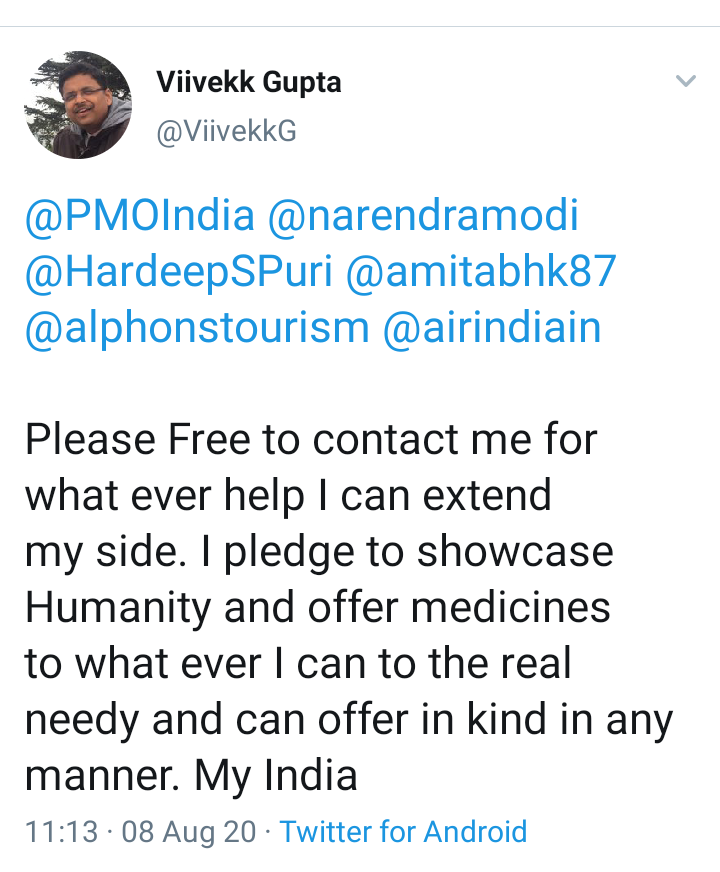 Viivekk Gupta
@ViivekkG
@PMOIndia @narendramodi
@HardeepSPuri @amitabhk87
@alphonstourism @airindiain
Please Free to contact me for
what ever help I can extend
my side. I pledge to showcase
Humanity and offer medicines
to what ever I can to the real
needy and can offer in kind in any
manner. My India
11:13 · 08 Aug 20 · Twitter for Android